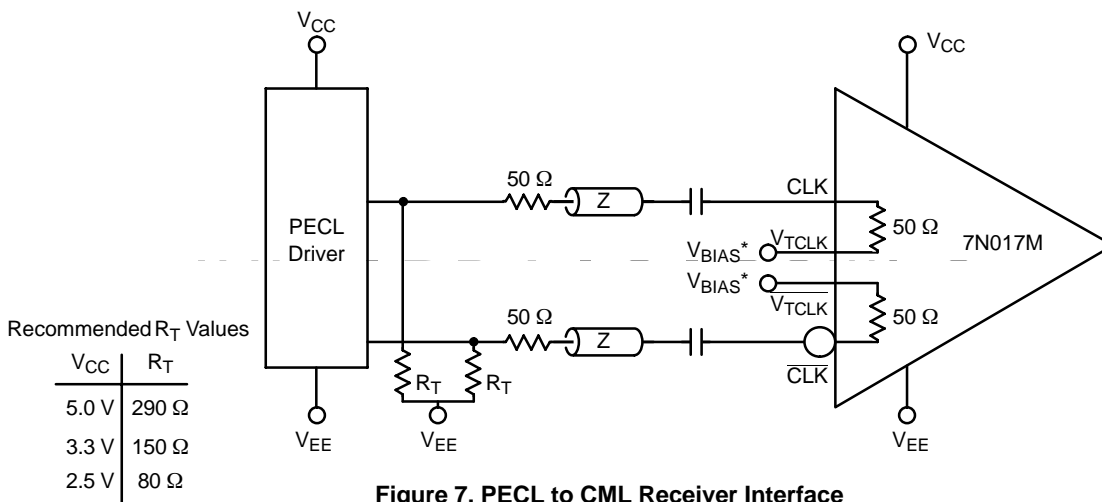 V_CC
V_CC
PECL
Driver
50 Ω
Z
CLK
50 Ω
7N017M
V_BIAS*
V_TCLK
V_BIAS*
V̅_̅T̅C̅L̅K̅
50 Ω
50 Ω
Z
C̅L̅K̅
R_T
R_T
V_EE
V_EE
V_EE
Recommended R_T Values
V_CC R_T
5.0 V 290 Ω
3.3 V 150 Ω
2.5 V 80 Ω
Figure 7. PECL to CML Receiver Interface